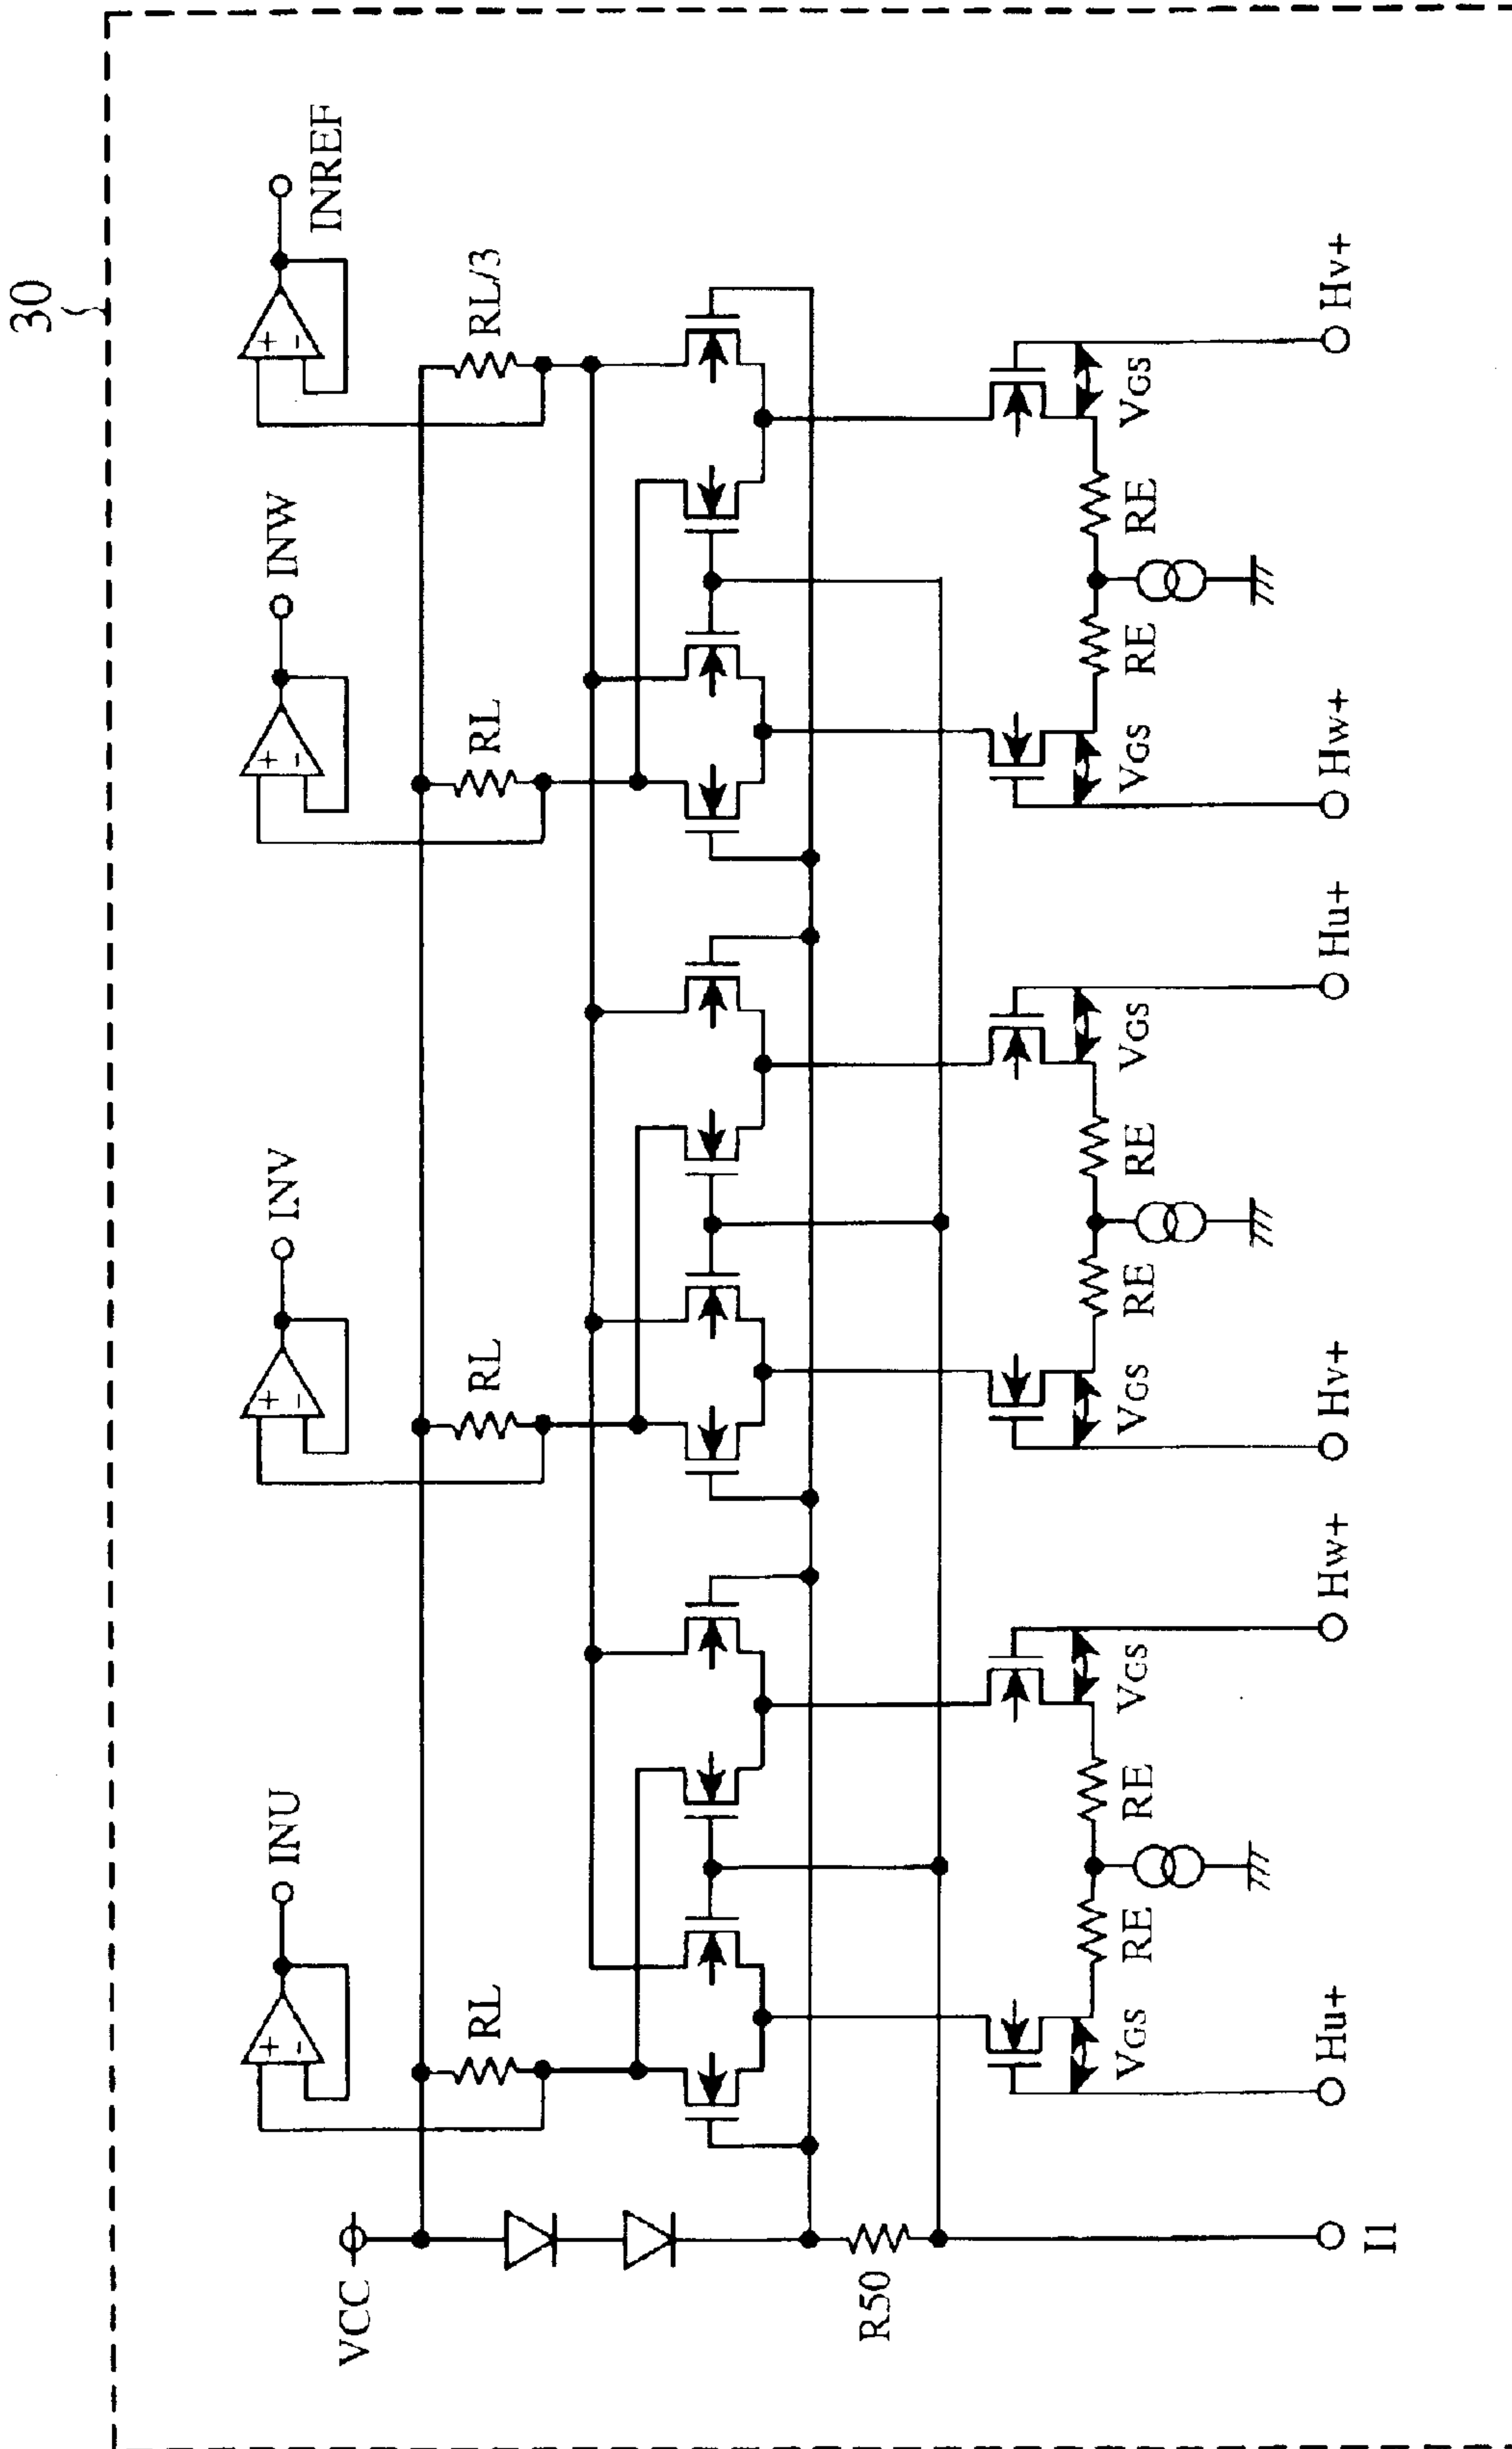 30
INU
INV
INW
INREF
+
-
+
-
+
-
+
-
VCC
RL
RL
RL
RL/3
R50
VGS
RE
RE
VGS
VGS
RE
RE
VGS
VGS
RE
RE
VGS
I1
Hu+
Hw+
Hv+
Hu+
Hw+
Hv+